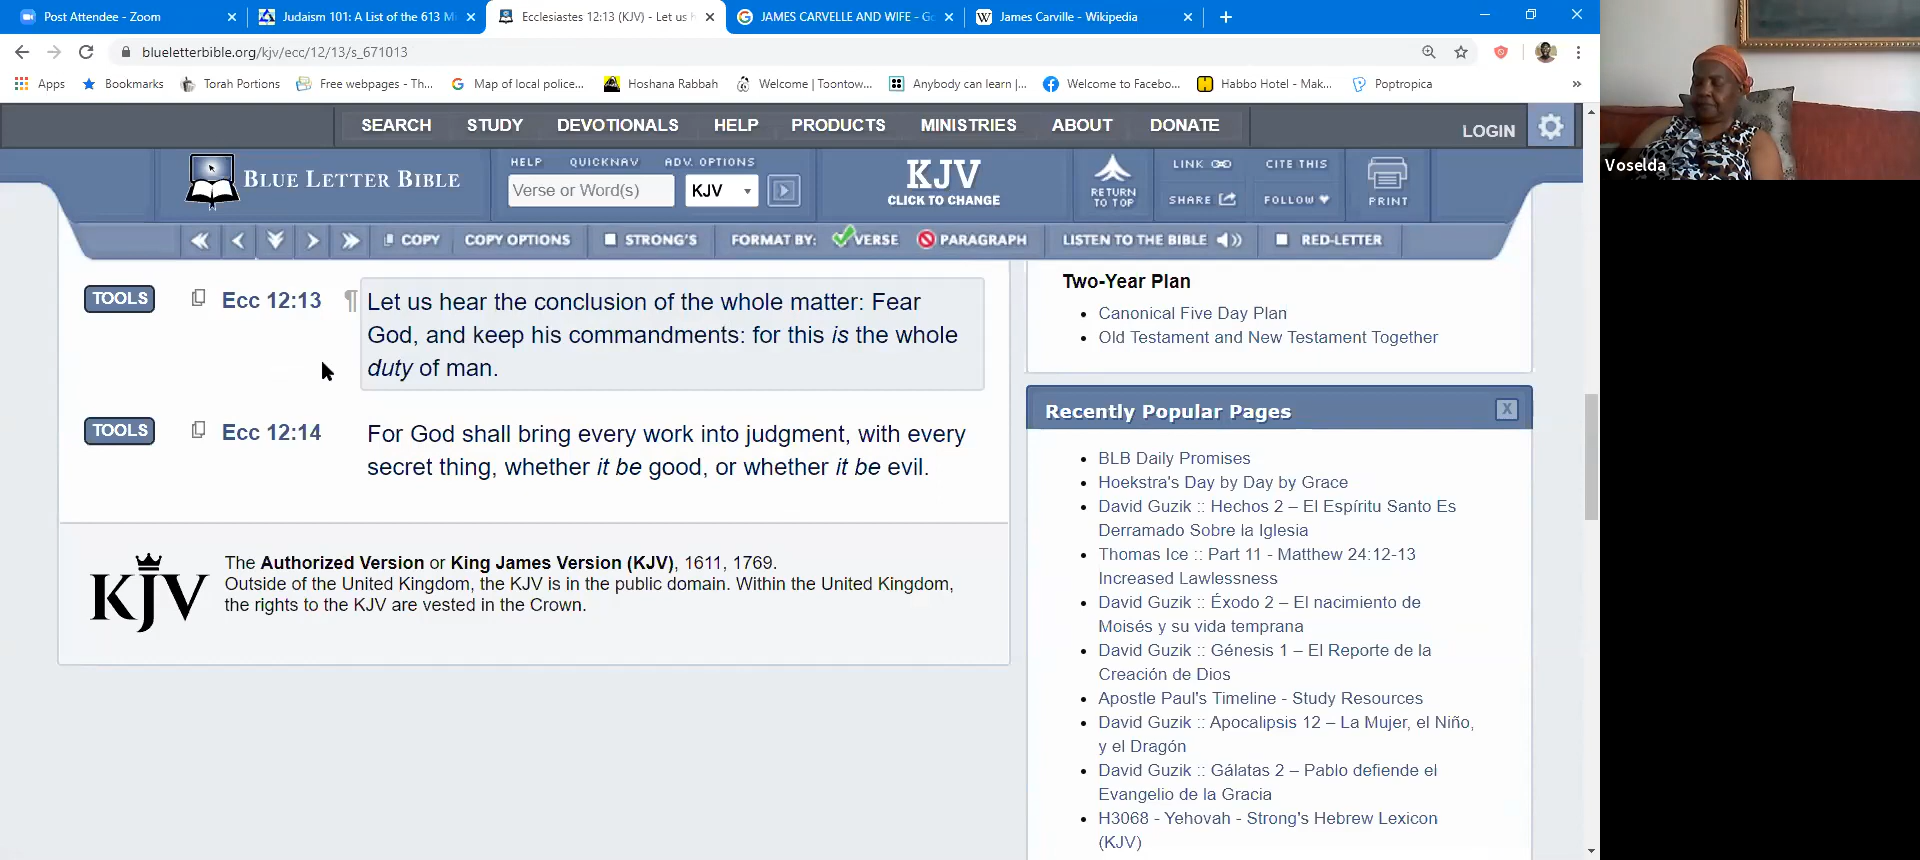 Post Attendee - Zoom
Judaism 101: A List of the 613 Mi
Ecclesiastes 12:13 (KJV) - Let us h
JAMES CARVELLE AND WIFE - Go
James Carville - Wikipedia
blueletterbible.org/kjv/ecc/12/13/s_671013
Apps
Bookmarks
Torah Portions
Free webpages - Th...
Map of local police...
Hoshana Rabbah
Welcome | Toontow...
Anybody can learn |...
Welcome to Facebo...
Habbo Hotel - Mak...
Poptropica
SEARCH STUDY DEVOTIONALS HELP PRODUCTS MINISTRIES ABOUT DONATE
LOGIN
BLUE LETTER BIBLE
HELP QUICKNAV ADV. OPTIONS
Verse or Word(s)
KJV
KJV
CLICK TO CHANGE
RETURN
TO TOP
LINK
CITE THIS
SHARE
FOLLOW
PRINT
COPY COPY OPTIONS STRONG'S FORMAT BY: VERSE PARAGRAPH LISTEN TO THE BIBLE RED-LETTER
TOOLS Ecc 12:13 ¶ Let us hear the conclusion of the whole matter: Fear
God, and keep his commandments: for this is the whole
duty of man.
TOOLS Ecc 12:14 For God shall bring every work into judgment, with every
secret thing, whether it be good, or whether it be evil.
KJV
The Authorized Version or King James Version (KJV), 1611, 1769.
Outside of the United Kingdom, the KJV is in the public domain. Within the United Kingdom,
the rights to the KJV are vested in the Crown.
Two-Year Plan
Canonical Five Day Plan
Old Testament and New Testament Together
Recently Popular Pages
X
BLB Daily Promises
Hoekstra's Day by Day by Grace
David Guzik :: Hechos 2 – El Espíritu Santo Es
Derramado Sobre la Iglesia
Thomas Ice :: Part 11 - Matthew 24:12-13
Increased Lawlessness
David Guzik :: Éxodo 2 – El nacimiento de
Moisés y su vida temprana
David Guzik :: Génesis 1 – El Reporte de la
Creación de Dios
Apostle Paul's Timeline - Study Resources
David Guzik :: Apocalipsis 12 – La Mujer, el Niño,
y el Dragón
David Guzik :: Gálatas 2 – Pablo defiende el
Evangelio de la Gracia
H3068 - Yehovah - Strong's Hebrew Lexicon
(KJV)
Voselda